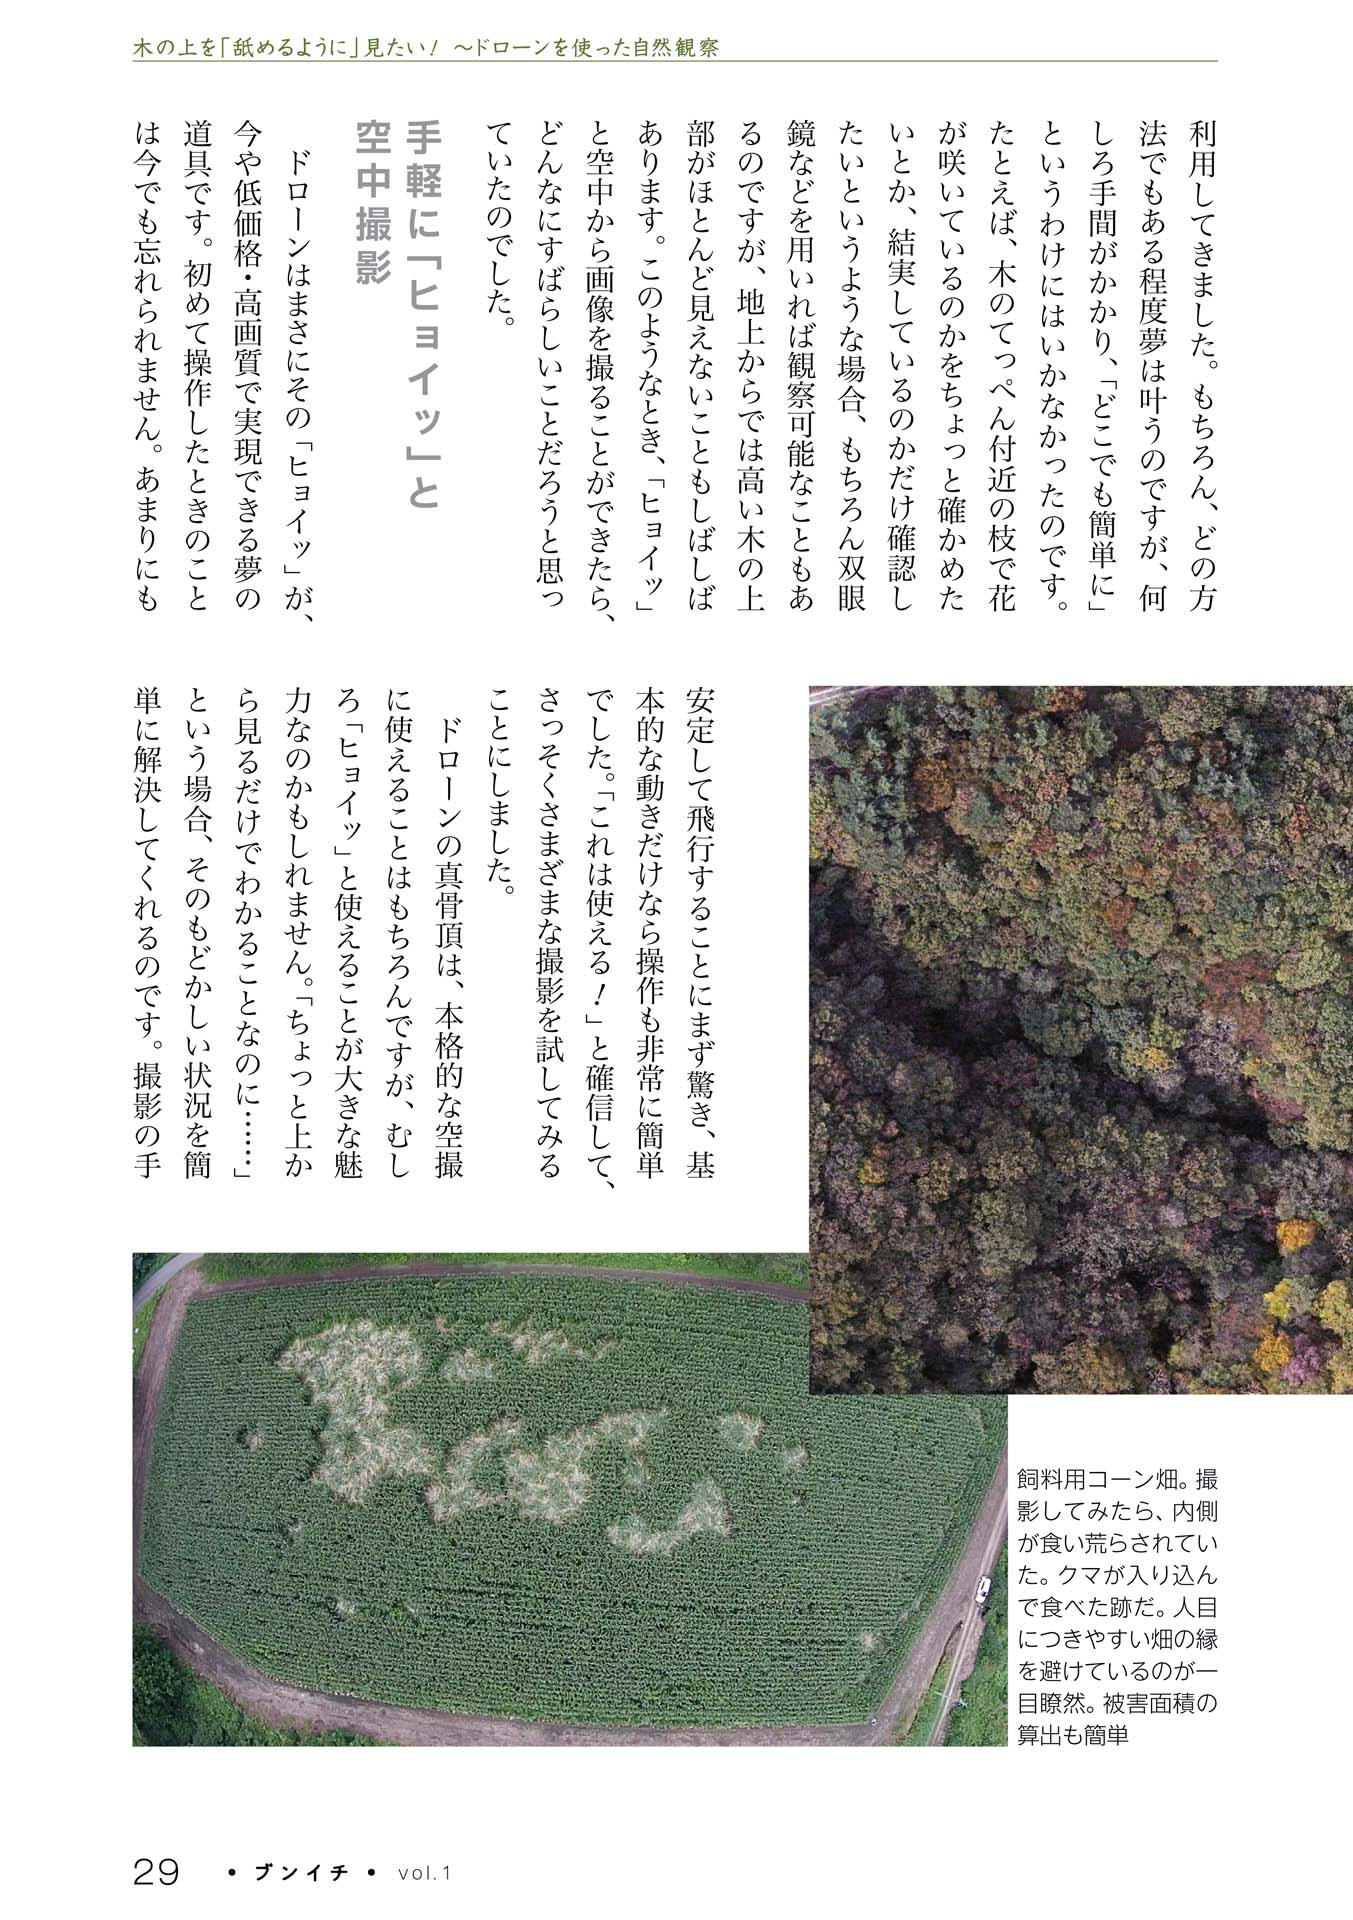 木の上を「舐めるように」見たい！ ～ドローンを使った自然観察
利用してきました。もちろん、どの方
法でもある程度夢は叶うのですが、何
しろ手間がかかり、「どこでも簡単に」
というわけにはいかなかったのです。
たとえば、木のてっぺん付近の枝で花
が咲いているのかをちょっと確かめた
いとか、結実しているのかだけ確認し
たいというような場合、もちろん双眼
鏡などを用いれば観察可能なこともあ
るのですが、地上からでは高い木の上
部がほとんど見えないこともしばしば
あります。このようなとき、「ヒョイッ」
と空中から画像を撮ることができたら、
どんなにすばらしいことだろうと思っ
ていたのでした。
手軽に「ヒョイッ」と
空中撮影
ドローンはまさにその「ヒョイッ」が、
今や低価格・高画質で実現できる夢の
道具です。初めて操作したときのこと
は今でも忘れられません。あまりにも
安定して飛行することにまず驚き、基
本的な動きだけなら操作も非常に簡単
でした。「これは使える！」と確信して、
さっそくさまざまな撮影を試してみる
ことにしました。
ドローンの真骨頂は、本格的な空撮
に使えることはもちろんですが、むし
ろ「ヒョイッ」と使えることが大きな魅
力なのかもしれません。「ちょっと上か
ら見るだけでわかることなのに……」
という場合、そのもどかしい状況を簡
単に解決してくれるのです。撮影の手
飼料用コーン畑。撮
影してみたら、内側
が食い荒らされてい
た。クマが入り込ん
で食べた跡だ。人目
につきやすい畑の縁
を避けているのが一
目瞭然。被害面積の
算出も簡単
29 • ブンイチ • vol.1